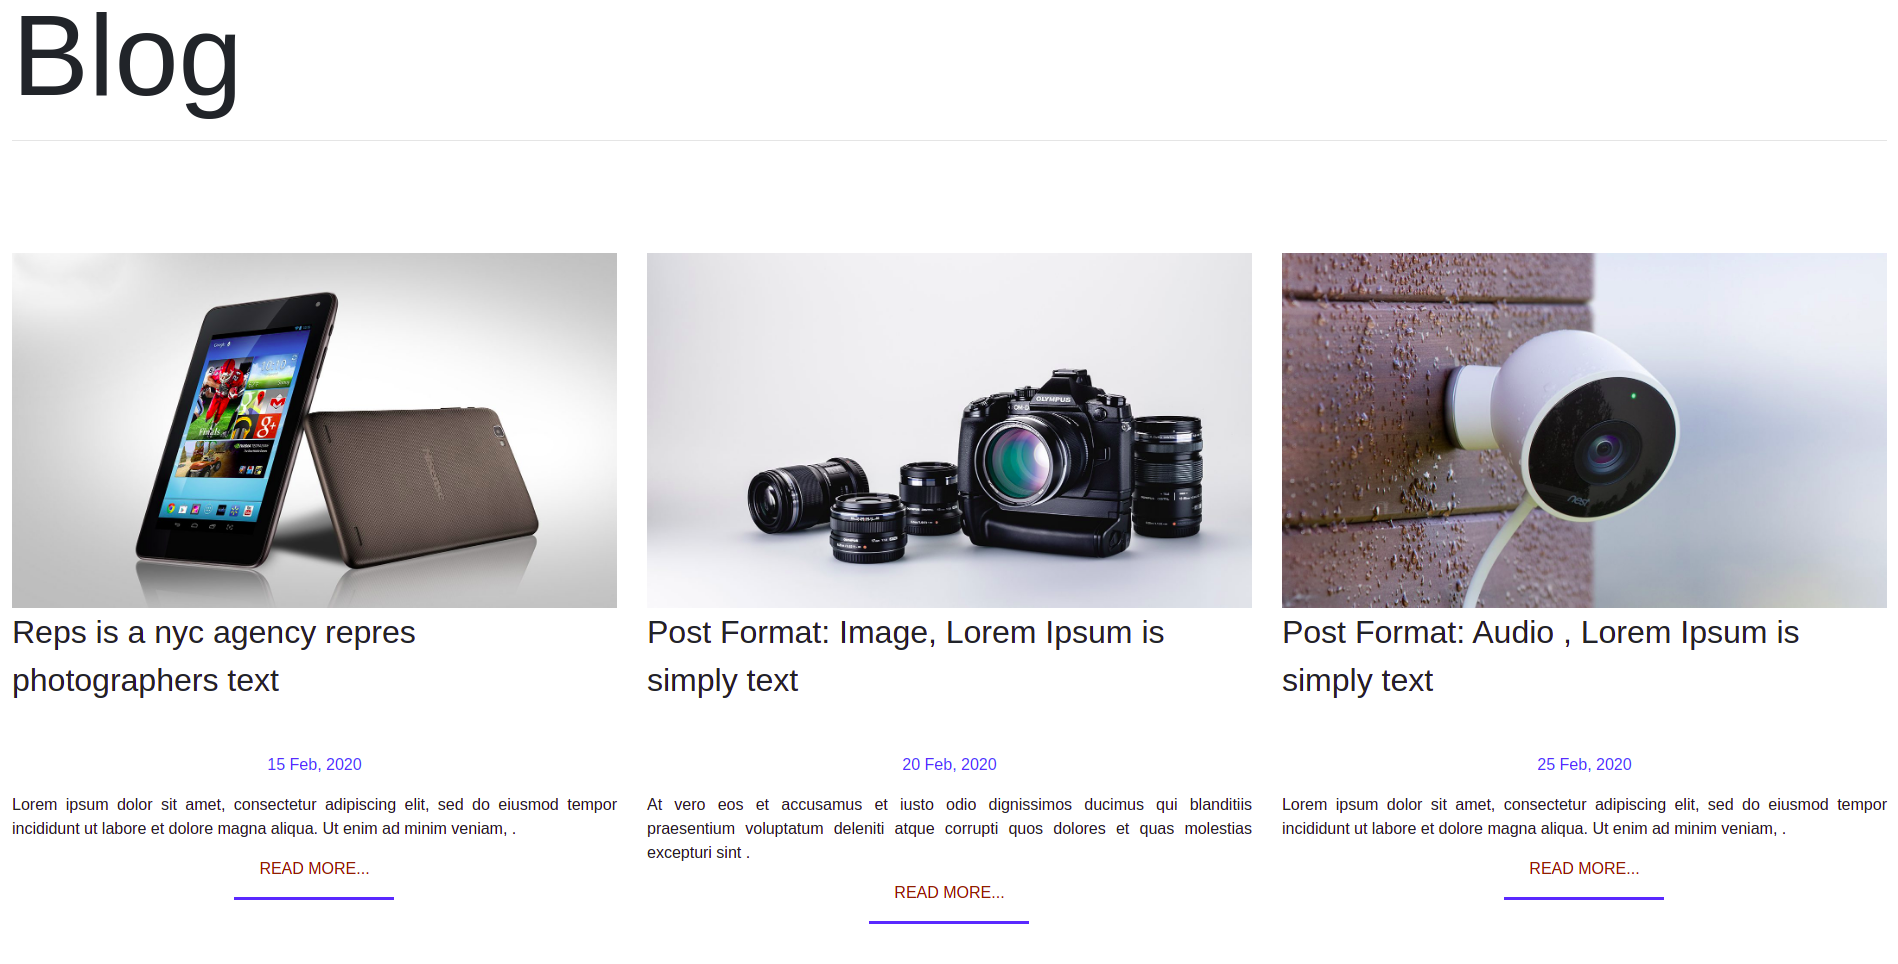 Blog
OLYMPUS
nest
Reps is a nyc agency repres
photographers text
Post Format: Image, Lorem Ipsum is
simply text
Post Format: Audio , Lorem Ipsum is
simply text
15 Feb, 2020
20 Feb, 2020
25 Feb, 2020
Lorem ipsum dolor sit amet, consectetur adipiscing elit, sed do eiusmod tempor
incididunt ut labore et dolore magna aliqua. Ut enim ad minim veniam, .
READ MORE...
At vero eos et accusamus et iusto odio dignissimos ducimus qui blanditiis
praesentium voluptatum deleniti atque corrupti quos dolores et quas molestias
excepturi sint .
READ MORE...
Lorem ipsum dolor sit amet, consectetur adipiscing elit, sed do eiusmod tempor
incididunt ut labore et dolore magna aliqua. Ut enim ad minim veniam, .
READ MORE...